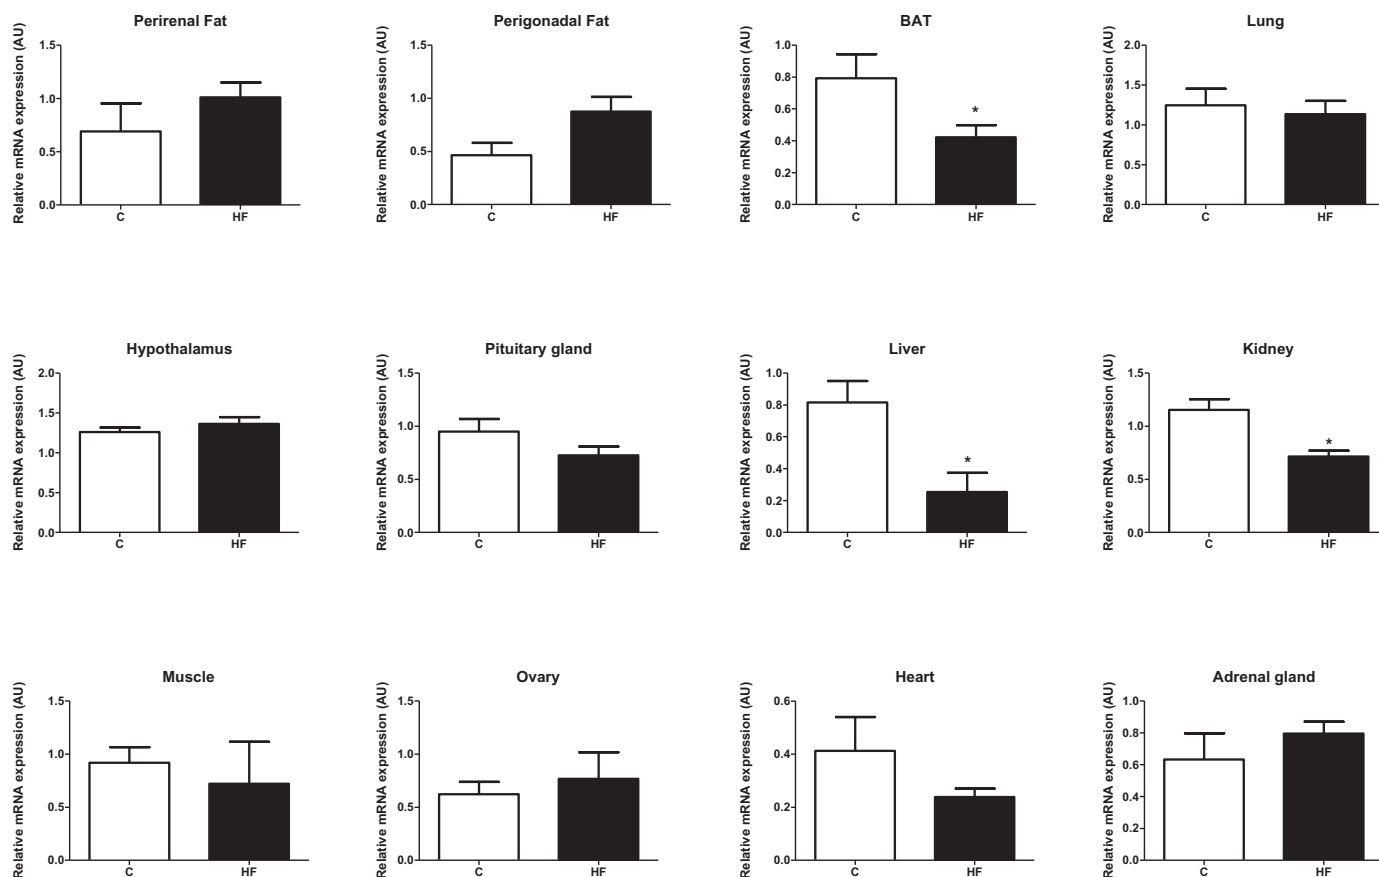 Perirenal Fat
Relative mRNA expression (AU)
1.5
1.0
0.5
0.0
C HF
Perigonadal Fat
Relative mRNA expression (AU)
1.5
1.0
0.5
0.0
C HF
BAT
Relative mRNA expression (AU)
1.0
0.8
0.6
0.4
0.2
0.0
*
C HF
Lung
Relative mRNA expression (AU)
2.0
1.5
1.0
0.5
0.0
C HF
Hypothalamus
Relative mRNA expression (AU)
2.0
1.5
1.0
0.5
0.0
C HF
Pituitary gland
Relative mRNA expression (AU)
1.5
1.0
0.5
0.0
C HF
Liver
Relative mRNA expression (AU)
1.0
0.8
0.6
0.4
0.2
0.0
*
C HF
Kidney
Relative mRNA expression (AU)
1.5
1.0
0.5
0.0
*
C HF
Muscle
Relative mRNA expression (AU)
1.5
1.0
0.5
0.0
C HF
Ovary
Relative mRNA expression (AU)
1.5
1.0
0.5
0.0
C HF
Heart
Relative mRNA expression (AU)
0.6
0.4
0.2
0.0
C HF
Adrenal gland
Relative mRNA expression (AU)
1.0
0.8
0.6
0.4
0.2
0.0
C HF